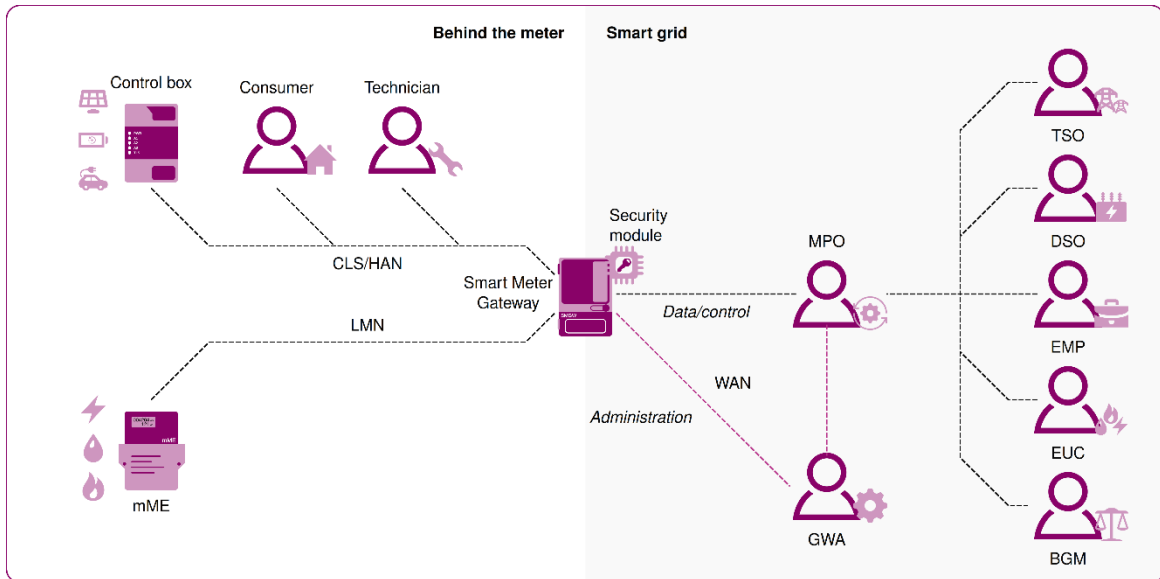 Behind the meter
Smart grid
Control box
Consumer
Technician
TSO
Security
module
DSO
MPO
CLS/HAN
Smart Meter
Gateway
Data/control
LMN
EMP
WAN
Administration
mME
EUC
mME
GWA
BGM